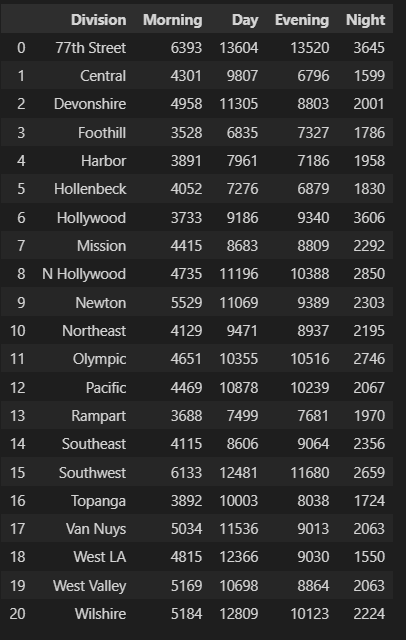 Division Morning Day Evening Night
0 77th Street 6393 13604 13520 3645
1 Central 4301 9807 6796 1599
2 Devonshire 4958 11305 8803 2001
3 Foothill 3528 6835 7327 1786
4 Harbor 3891 7961 7186 1958
5 Hollenbeck 4052 7276 6879 1830
6 Hollywood 3733 9186 9340 3606
7 Mission 4415 8683 8809 2292
8 N Hollywood 4735 11196 10388 2850
9 Newton 5529 11069 9389 2303
10 Northeast 4129 9471 8937 2195
11 Olympic 4651 10355 10516 2746
12 Pacific 4469 10878 10239 2067
13 Rampart 3688 7499 7681 1970
14 Southeast 4115 8606 9064 2356
15 Southwest 6133 12481 11680 2659
16 Topanga 3892 10003 8038 1724
17 Van Nuys 5034 11536 9013 2063
18 West LA 4815 12366 9030 1550
19 West Valley 5169 10698 8864 2063
20 Wilshire 5184 12809 10123 2224